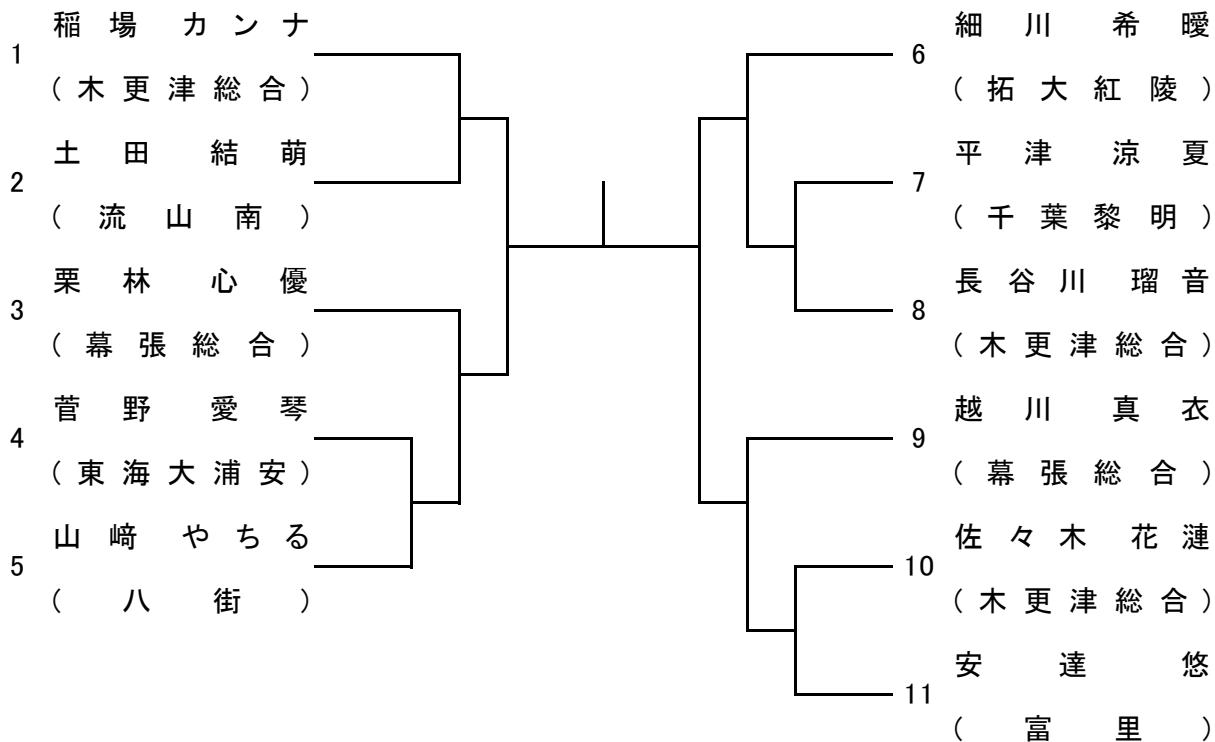 1 稲場 カンナ
(木更津総合)
2 土田 結萌
(流山南)
3 栗林 心優
(幕張総合)
4 菅野 愛琴
(東海大浦安)
5 山﨑 やちる
(八街)
6 細川 希曖
(拓大紅陵)
7 平津 涼夏
(千葉黎明)
8 長谷川 瑠音
(木更津総合)
9 越川 真衣
(幕張総合)
10 佐々木 花漣
(木更津総合)
11 安達 悠
(富里)